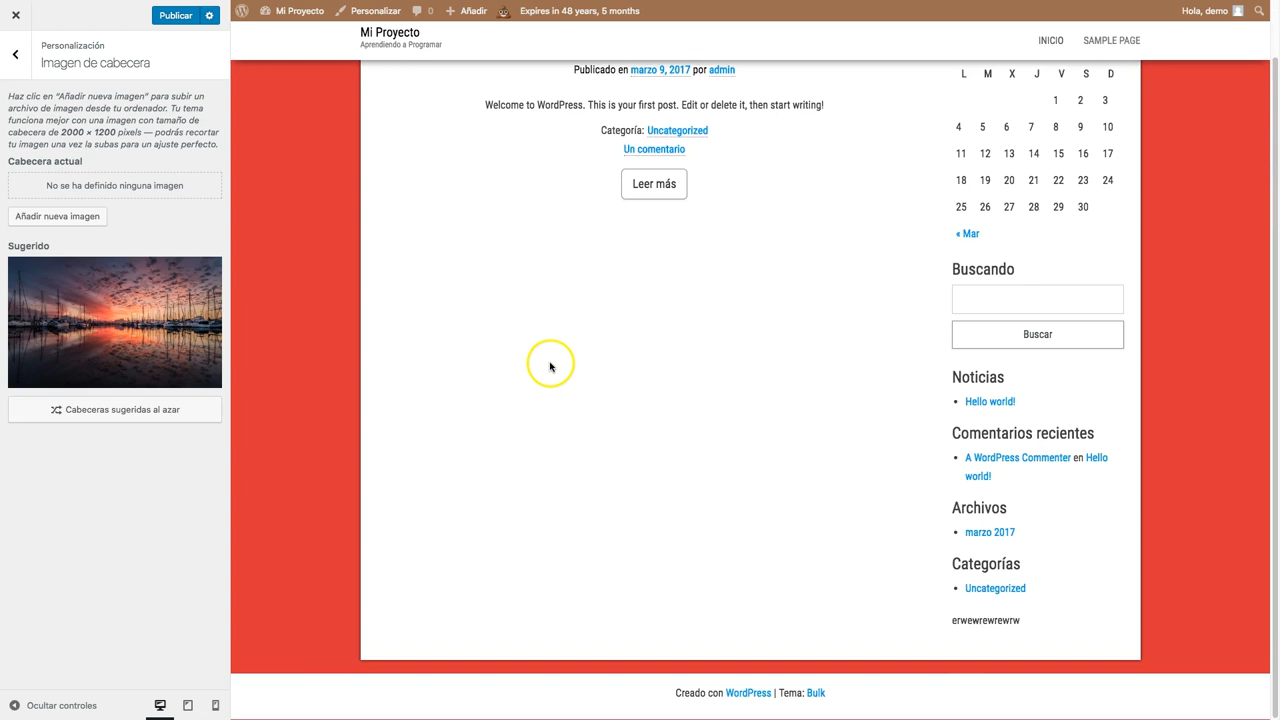 Publicar
Personalización
Imagen de cabecera
Haz clic en “Añadir nueva imagen” para subir un
archivo de imagen desde tu ordenador. Tu tema
funciona mejor con una imagen con tamaño de
cabecera de 2000 × 1200 pixels — podrás recortar
tu imagen una vez la subas para un ajuste perfecto.
Cabecera actual
No se ha definido ninguna imagen
Añadir nueva imagen
Sugerido
Cabeceras sugeridas al azar
Ocultar controles
Mi Proyecto Personalizar 0 Añadir Expires in 48 years, 5 months Hola, demo
Mi Proyecto
Aprendiendo a Programar
INICIO SAMPLE PAGE
Publicado en marzo 9, 2017 por admin
Welcome to WordPress. This is your first post. Edit or delete it, then start writing!
Categoría: Uncategorized
Un comentario
Leer más
L M X J V S D
1 2 3
4 5 6 7 8 9 10
11 12 13 14 15 16 17
18 19 20 21 22 23 24
25 26 27 28 29 30
« Mar
Buscando
Buscar
Noticias
Hello world!
Comentarios recientes
A WordPress Commenter en Hello
world!
Archivos
marzo 2017
Categorías
Uncategorized
erwewrewrewrw
Creado con WordPress | Tema: Bulk